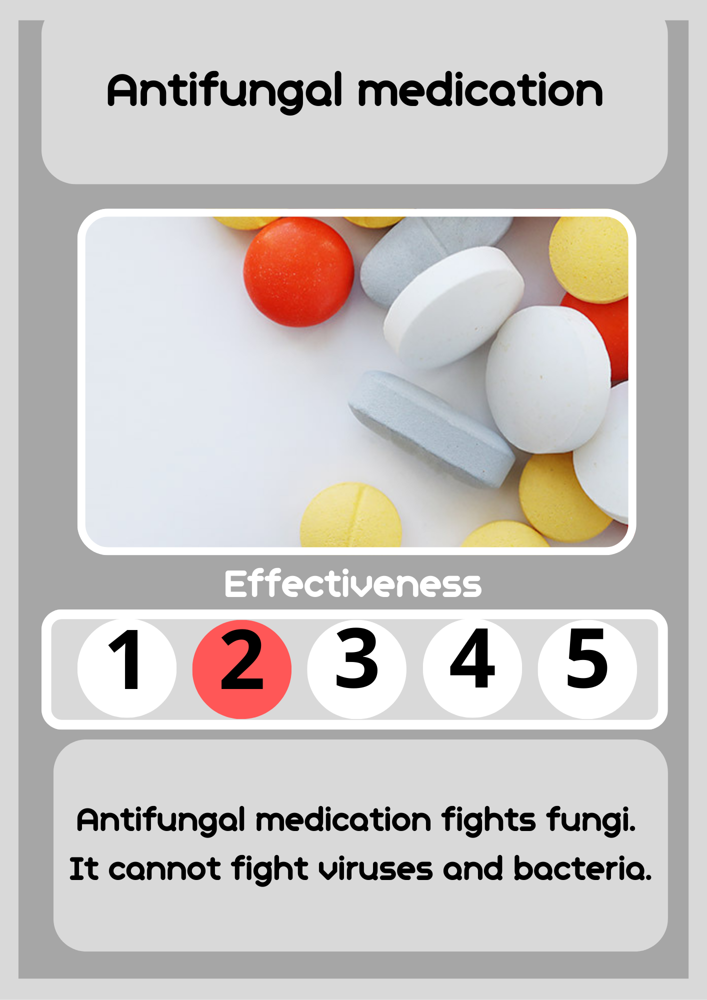 Antifungal medication
Effectiveness
1 2 3 4 5
Antifungal medication fights fungi.
It cannot fight viruses and bacteria.